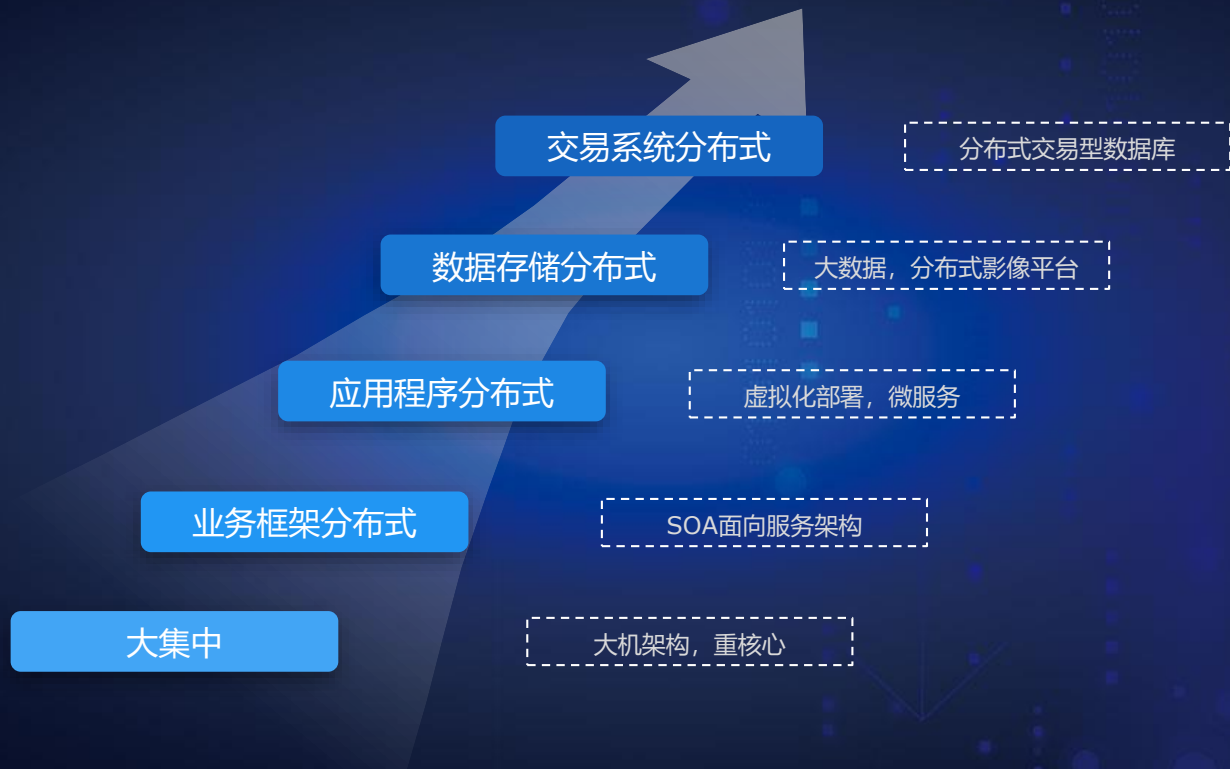 交易系统分布式
分布式交易型数据库
数据存储分布式
大数据，分布式影像平台
应用程序分布式
虚拟化部署，微服务
业务框架分布式
SOA面向服务架构
大集中
大机架构，重核心